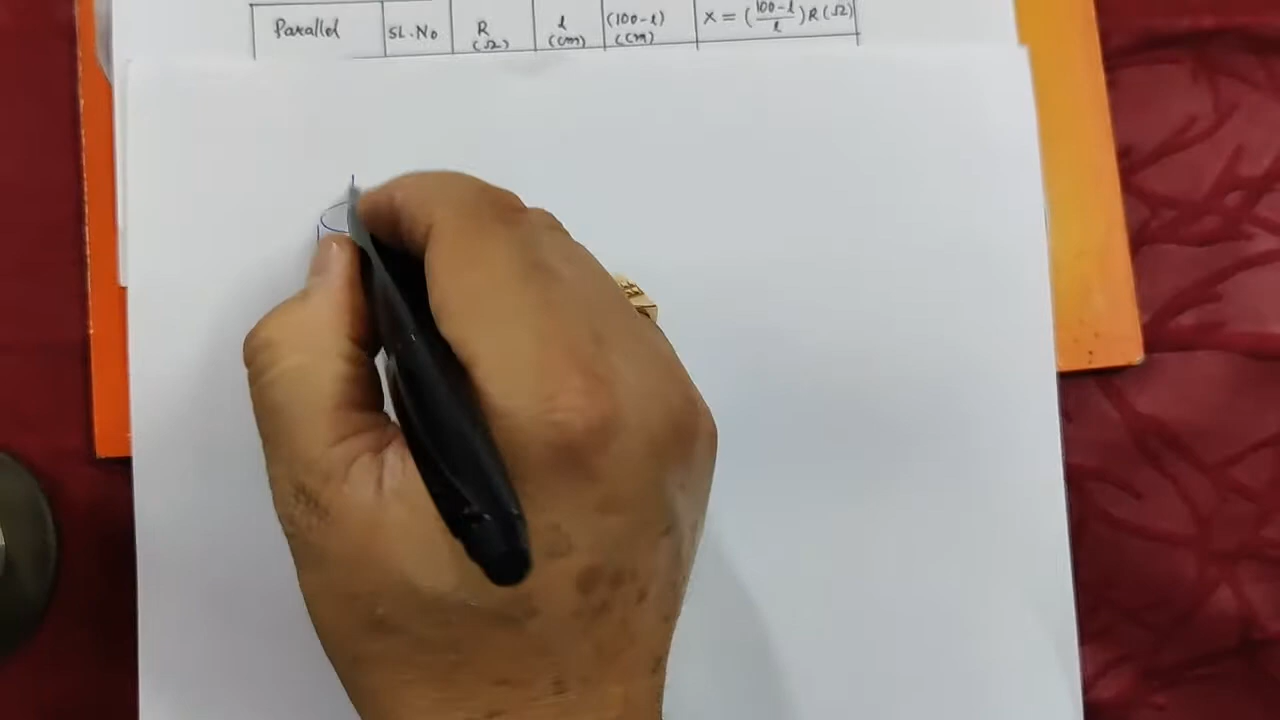 Parallel SL.No R (Ω) l (cm) (100-l) (cm) X = (100-l/l) R (Ω)